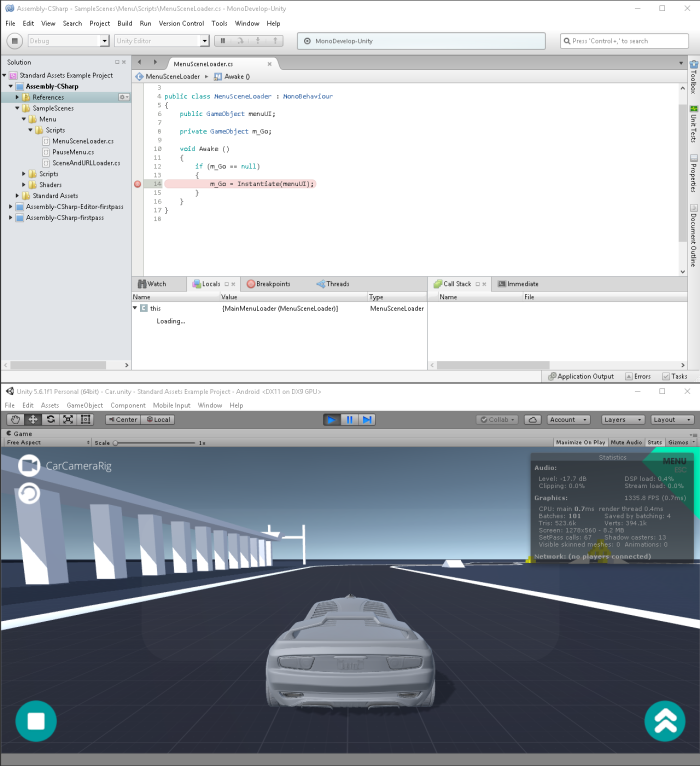 Assembly-CSharp - SampleScenes\Menu\Scripts\MenuSceneLoader.cs - MonoDevelop-Unity
File Edit View Search Project Build Run Version Control Tools Window Help
Debug Unity Editor MonoDevelop-Unity Press 'Control+,' to search
Solution
Standard Assets Example Project
Assembly-CSharp
References
SampleScenes
Menu
Scripts
MenuSceneLoader.cs
PauseMenu.cs
SceneAndURLLoader.cs
Scripts
Shaders
Standard Assets
Assembly-CSharp-Editor-firstpass
Assembly-CSharp-firstpass
MenuSceneLoader.cs
MenuSceneLoader Awake ()
3
4 public class MenuSceneLoader : MonoBehaviour
5 {
6 public GameObject menuUI;
7
8 private GameObject m_Go;
9
10 void Awake ()
11 {
12 if (m_Go == null)
13 {
14 m_Go = Instantiate(menuUI);
15 }
16 }
17 }
18
Toolbox
Unit Tests
Properties
Document Outline
Watch Locals Breakpoints Threads
Name Value Type
this {MainMenuLoader (MenuSceneLoader)} MenuSceneLoader
Loading...
Call Stack Immediate
Name File
Application Output Errors Tasks
Unity 5.6.1f1 Personal (64bit) - Car.unity - Standard Assets Example Project - Android <DX11 on DX9 GPU>
File Edit Assets GameObject Component Mobile Input Window Help
Center Local Collab Account Layers Layout
Game
Free Aspect Scale 1x Maximize On Play Mute Audio Stats Gizmos
CarCameraRig
MENU
ESC
Statistics
Audio:
Level: -17.7 dB DSP load: 0.4%
Clipping: 0.0% Stream load: 0.0%
Graphics: 1335.8 FPS (0.7ms)
CPU: main 0.7ms render thread 0.4ms
Batches: 101 Saved by batching: 4
Tris: 523.6k Verts: 394.1k
Screen: 1278x560 - 8.2 MB
SetPass calls: 67 Shadow casters: 13
Visible skinned meshes: 0 Animations: 0
Network: (no players connected)